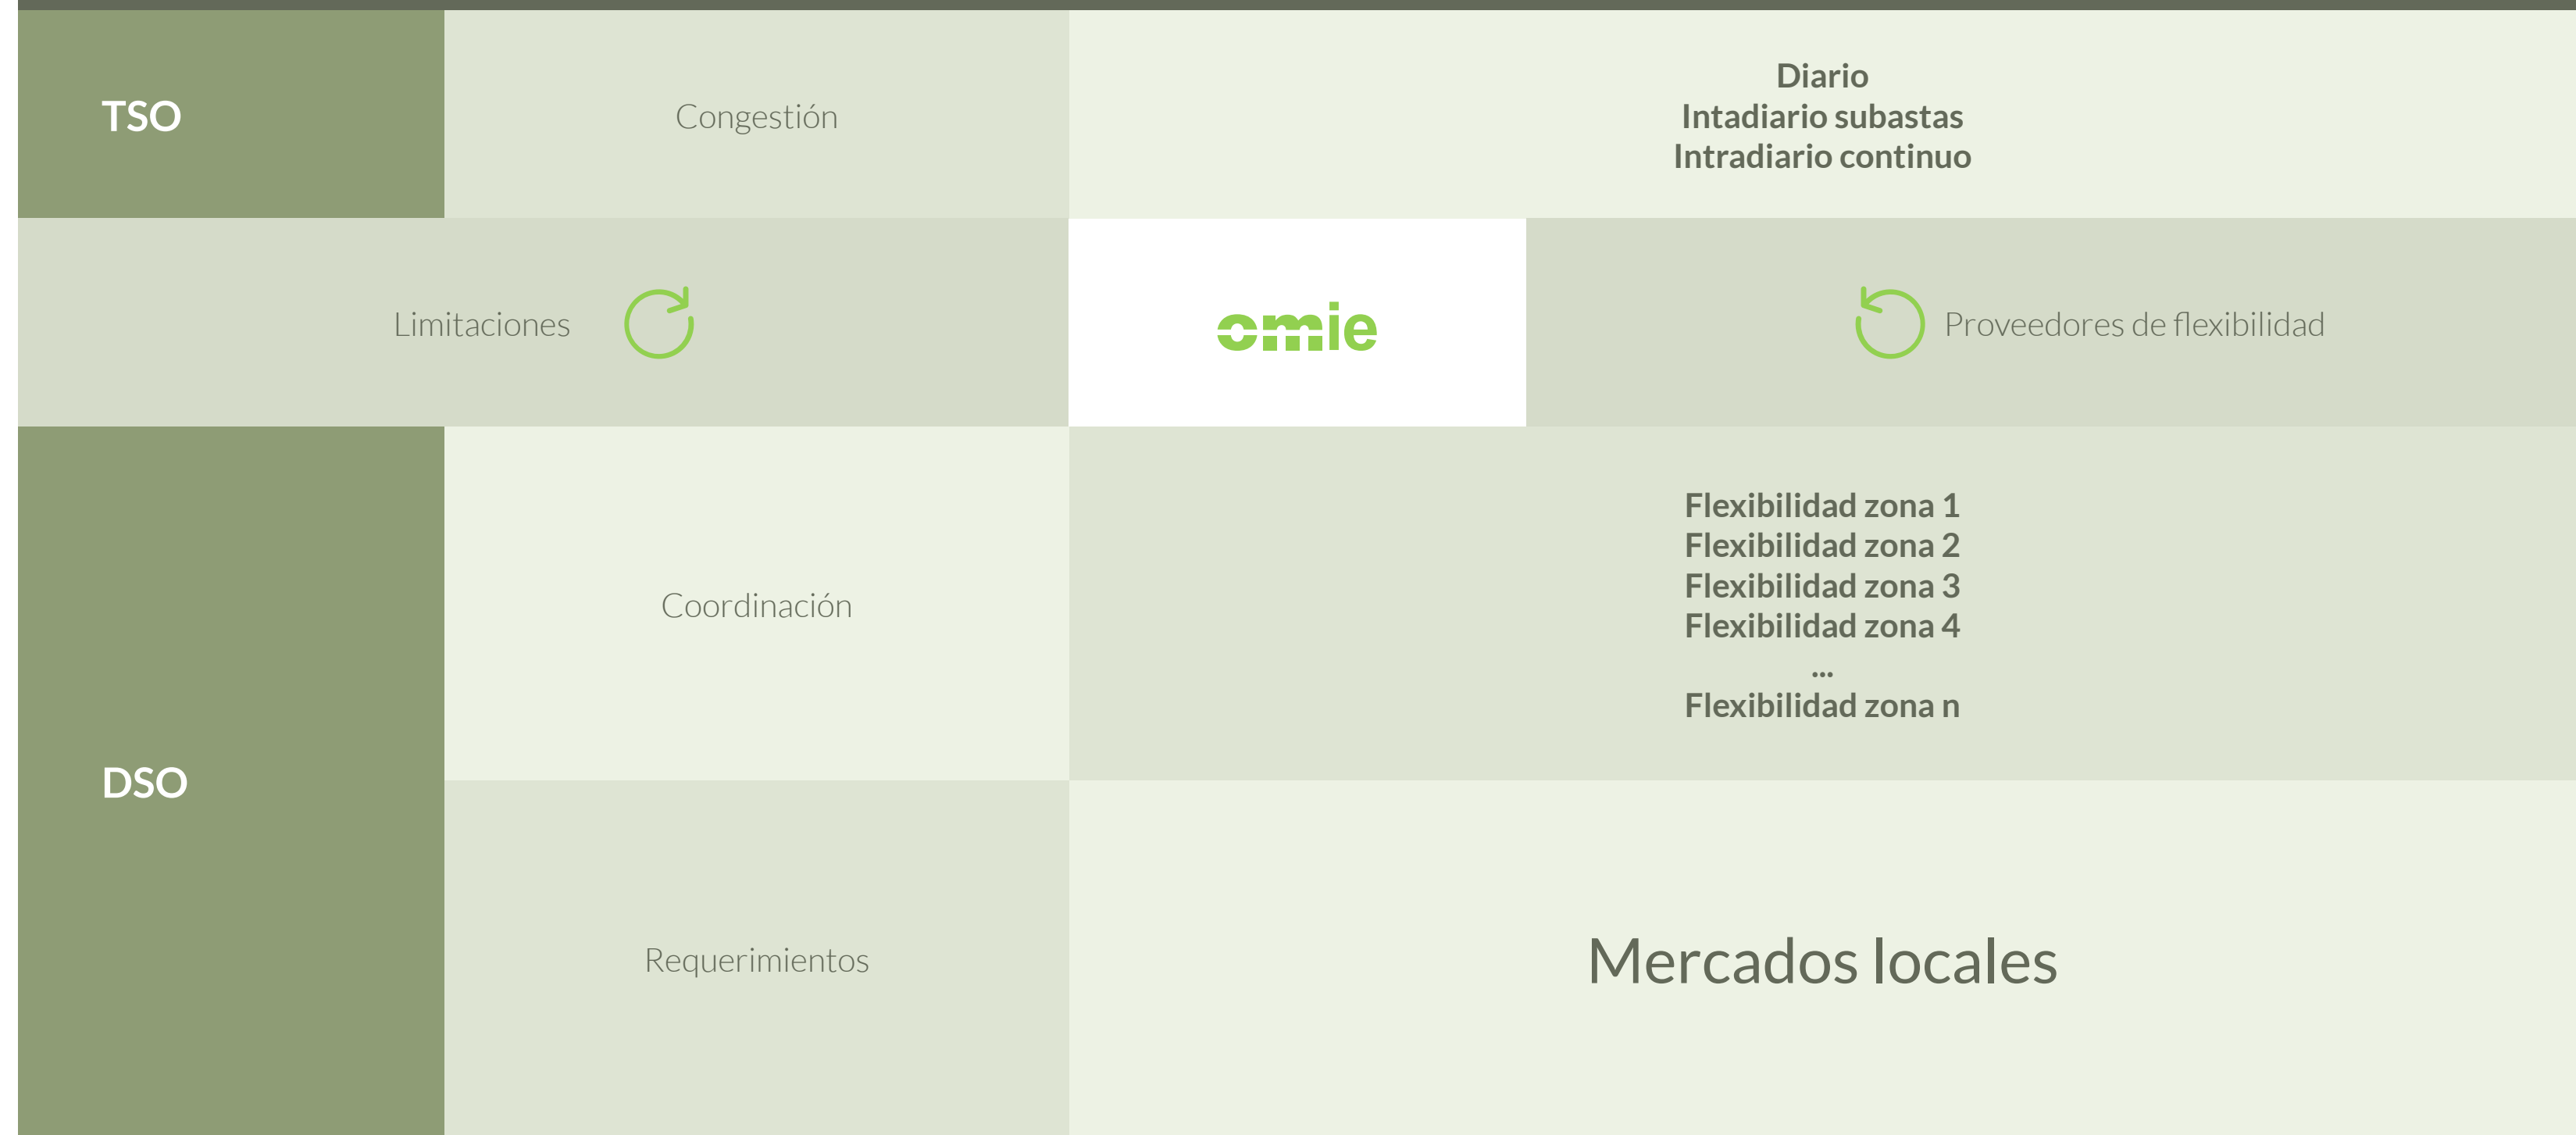 TSO
Congestión
Diario
Intadiario subastas
Intradiario continuo
Limitaciones
omie
Proveedores de flexibilidad
DSO
Coordinación
Flexibilidad zona 1
Flexibilidad zona 2
Flexibilidad zona 3
Flexibilidad zona 4
...
Flexibilidad zona n
Requerimientos
Mercados locales